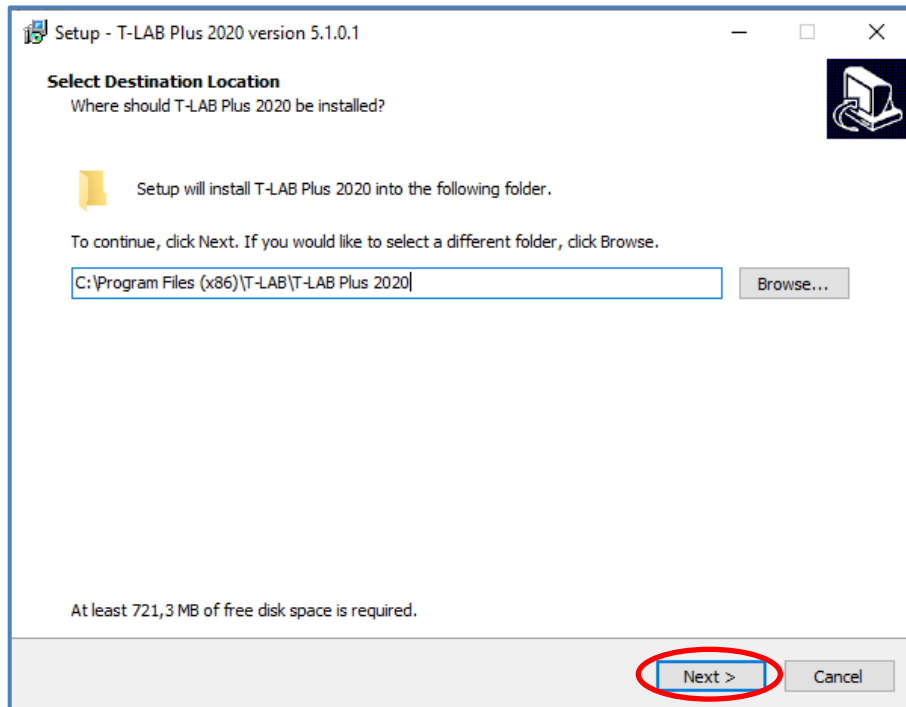 Setup - T-LAB Plus 2020 version 5.1.0.1
Select Destination Location
Where should T-LAB Plus 2020 be installed?
Setup will install T-LAB Plus 2020 into the following folder.
To continue, click Next. If you would like to select a different folder, click Browse.
C:\Program Files (x86)\T-LAB\T-LAB Plus 2020
Browse...
At least 721,3 MB of free disk space is required.
Next >
Cancel